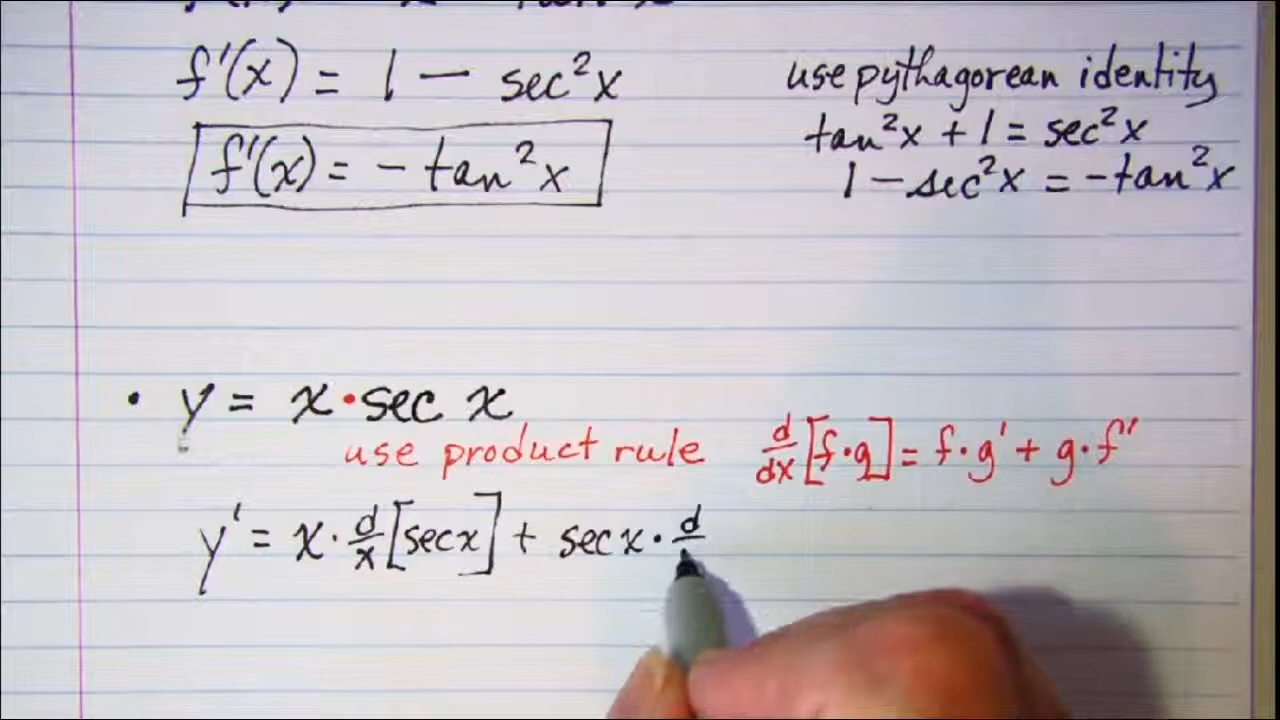 f'(x) = 1 − sec²x
use pythagorean identity
tan²x + 1 = sec²x
f'(x) = − tan²x
1 − sec²x = −tan²x
• y = x • sec x
use product rule d/dx [f·g] = f·g' + g·f'
y' = x · d/x [sec x] + sec x · d